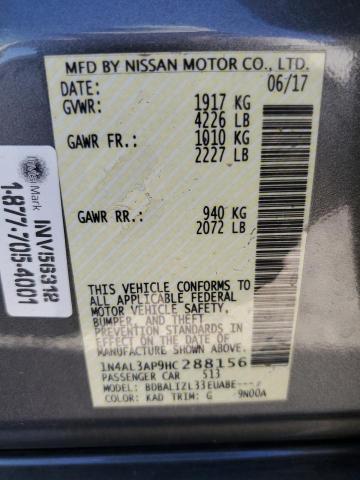 MFD BY NISSAN MOTOR CO., LTD.
DATE: 06/17
GVWR: 1917 KG
4226 LB
GAWR FR: 1010 KG
2227 LB
GAWR RR: 940 KG
2072 LB
THIS VEHICLE CONFORMS TO
ALL APPLICABLE FEDERAL
MOTOR VEHICLE SAFETY,
BUMPER, AND THEFT
PREVENTION STANDARDS
IN EFFECT ON THE DATE OF
MANUFACTURE SHOWN ABOVE.
1N4AL3AP9HC288156
PASSENGER CAR 513
MODEL: BDBALIZL33EUABE----
COLOR: KAD TRIM: G 9N00A
INV56312
1-877-705-4001